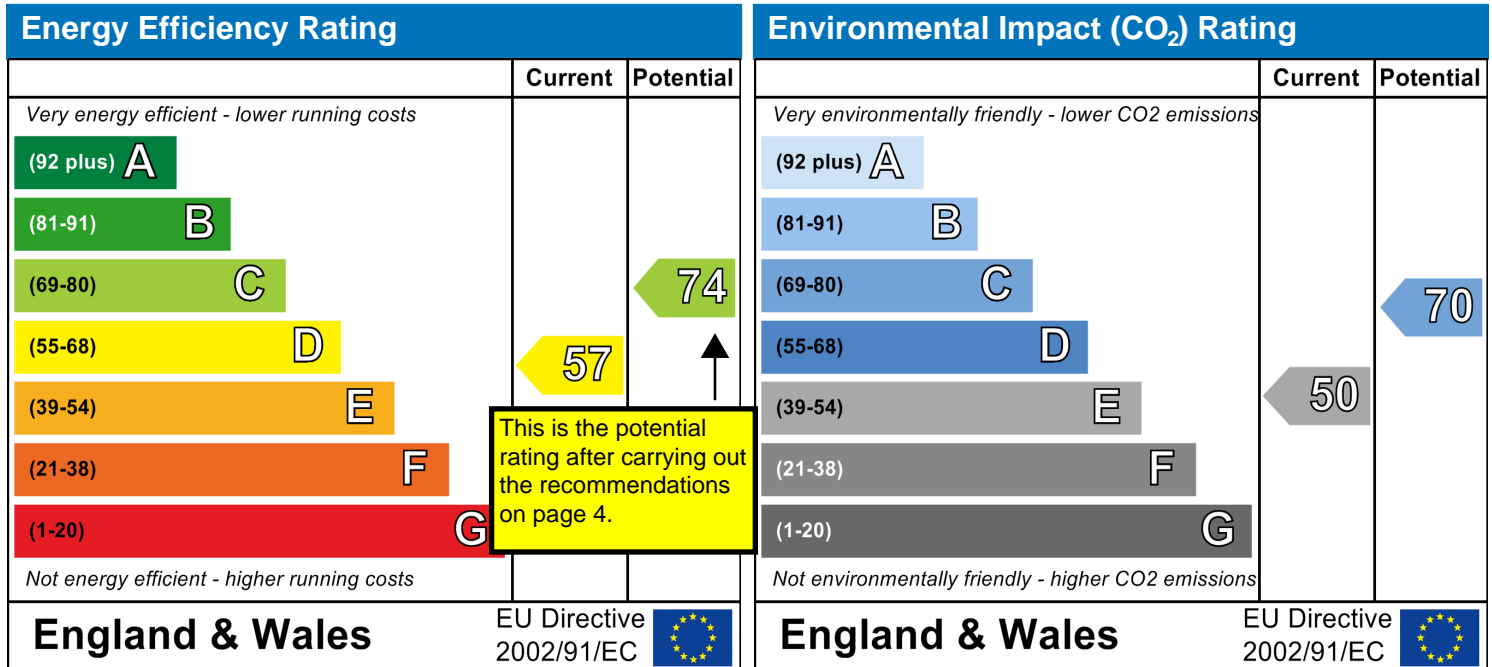 Energy Efficiency Rating
Current Potential
Very energy efficient - lower running costs
(92 plus) A
(81-91) B
(69-80) C
(55-68) D
(39-54) E
(21-38) F
(1-20) G
74
57
This is the potential
rating after carrying out
the recommendations
on page 4.
Not energy efficient - higher running costs
England & Wales
EU Directive
2002/91/EC
Environmental Impact (CO₂) Rating
Current Potential
Very environmentally friendly - lower CO2 emissions
(92 plus) A
(81-91) B
(69-80) C
(55-68) D
(39-54) E
(21-38) F
(1-20) G
70
50
Not environmentally friendly - higher CO2 emissions
England & Wales
EU Directive
2002/91/EC